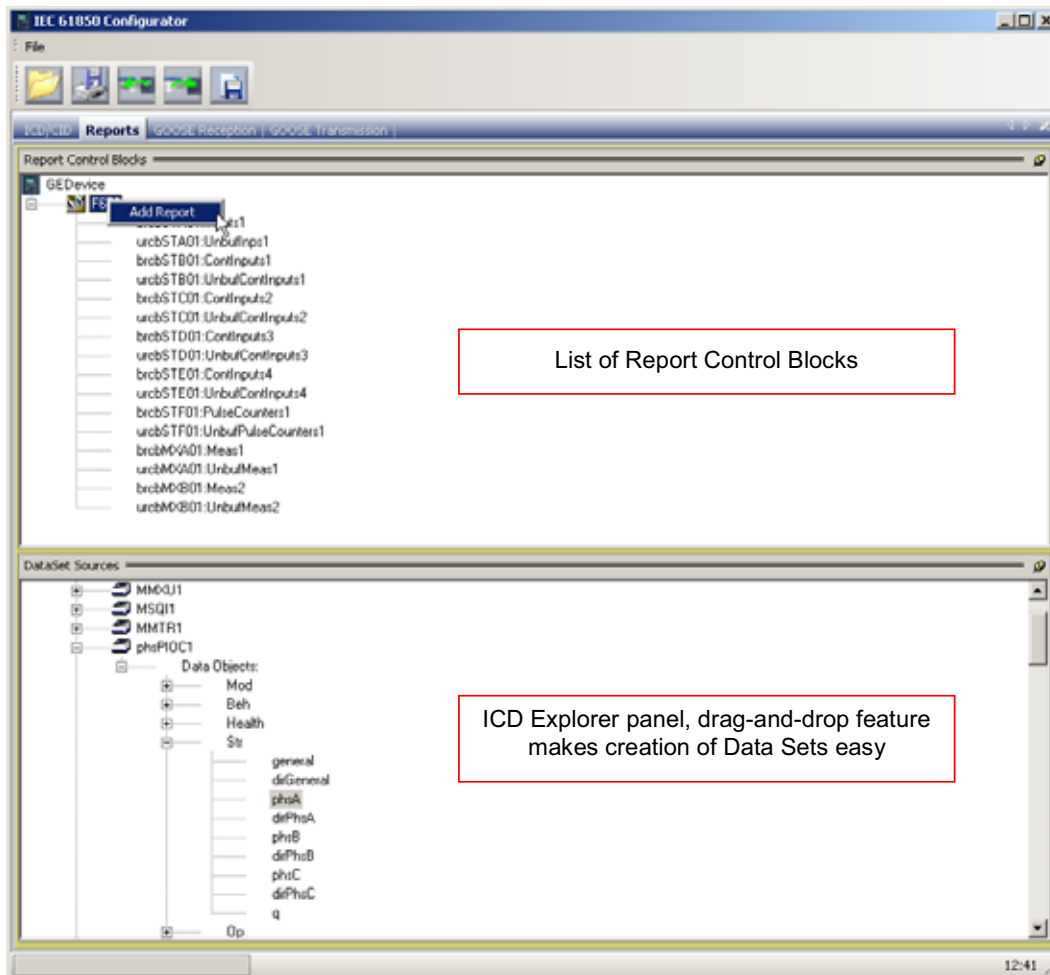 IEC 61850 Configurator
File
ICD/CID Reports GOOSE Reception GOOSE Transmission
Report Control Blocks
GEDevice
Add Report
urcbSTA01:UnbufInps1
brcbSTB01:ContInputs1
urcbSTB01:UnbufContInputs1
brcbSTC01:ContInputs2
urcbSTC01:UnbufContInputs2
brcbSTD01:ContInputs3
urcbSTD01:UnbufContInputs3
brcbSTE01:ContInputs4
urcbSTE01:UnbufContInputs4
brcbSTF01:PulseCounters1
urcbSTF01:UnbufPulseCounters1
brcbMXA01:Meas1
urcbMXA01:UnbufMeas1
brcbMXB01:Meas2
urcbMXB01:UnbufMeas2
List of Report Control Blocks
DataSet Sources
MMXU1
MSQI1
MMTR1
phsPIOC1
Data Objects:
Mod
Beh
Health
Str
general
dirGeneral
phsA
dirPhsA
phsB
dirPhsB
phsC
dirPhsC
q
Op
ICD Explorer panel, drag-and-drop feature
makes creation of Data Sets easy
12:41